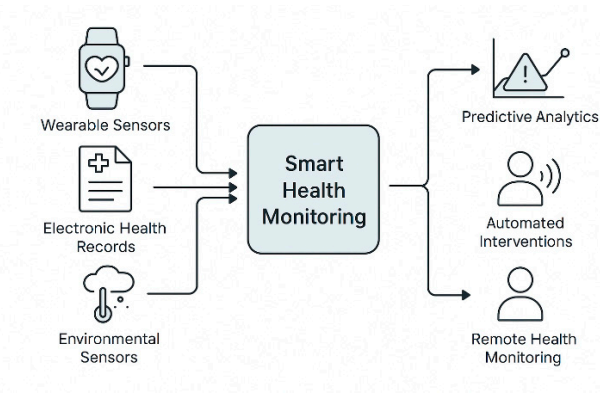 Wearable Sensors
Electronic Health
Records
Environmental
Sensors
Smart
Health
Monitoring
!
Predictive Analytics
Automated
Interventions
Remote Health
Monitoring